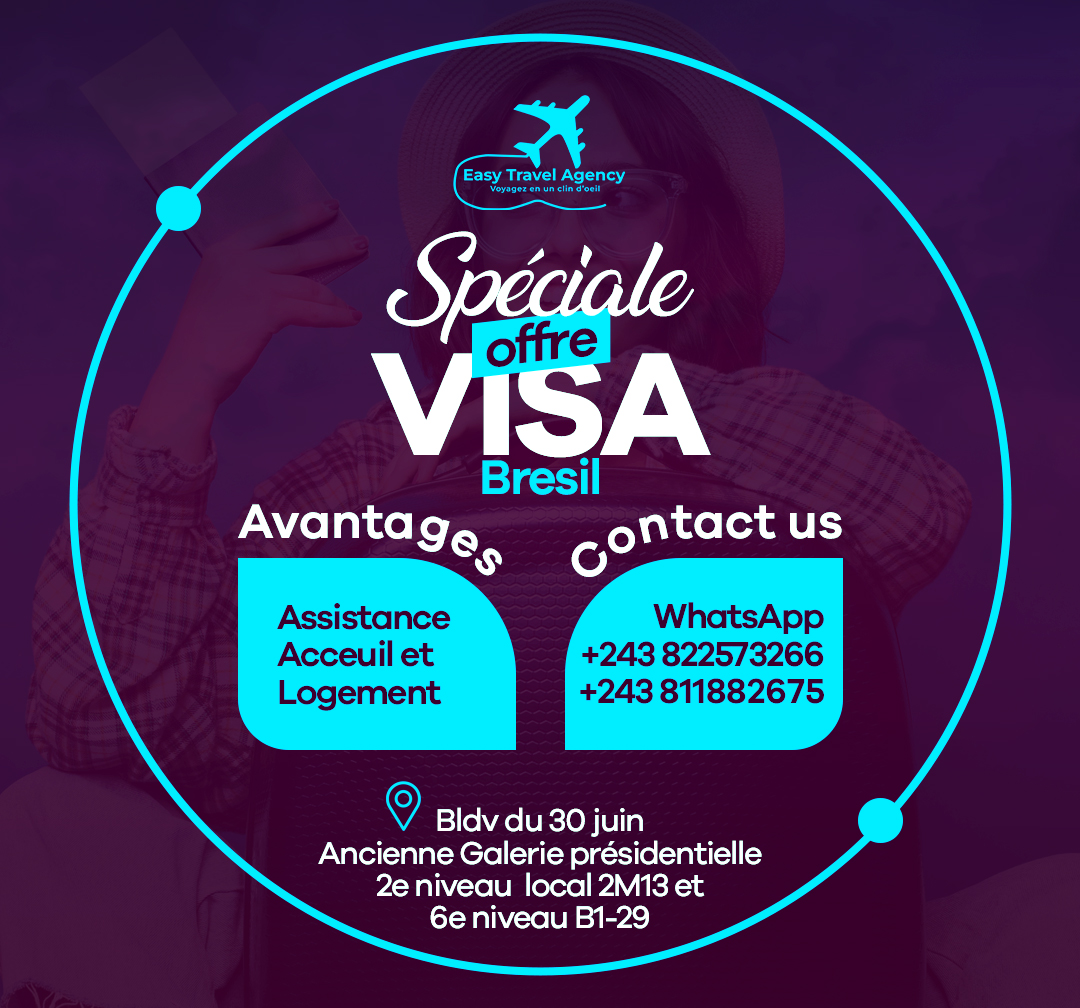 Easy Travel Agency
Voyagez en un clin d'oeil
Spéciale
offre
VISA
Bresil
Avantages
Assistance
Acceuil et
Logement
Contact us
WhatsApp
+243 822573266
+243 811882675
Bldv du 30 juin
Ancienne Galerie présidentielle
2e niveau local 2M13 et
6e niveau B1-29